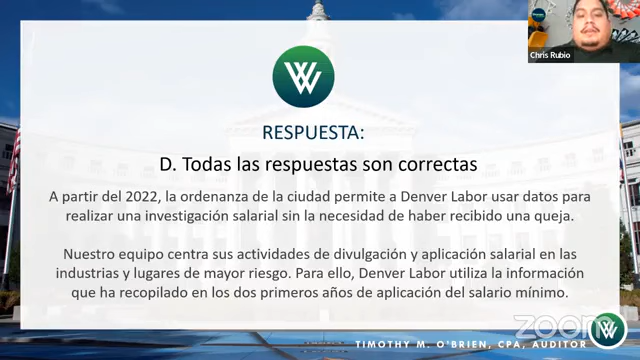 Chris Rubio
RESPUESTA:
D. Todas las respuestas son correctas
A partir del 2022, la ordenanza de la ciudad permite a Denver Labor usar datos para
realizar una investigación salarial sin la necesidad de haber recibido una queja.
Nuestro equipo centra sus actividades de divulgación y aplicación salarial en las
industrias y lugares de mayor riesgo. Para ello, Denver Labor utiliza la información
que ha recopilado en los dos primeros años de aplicación del salario mínimo.
zoom
TIMOTHY M. O'BRIEN, CPA, AUDITOR